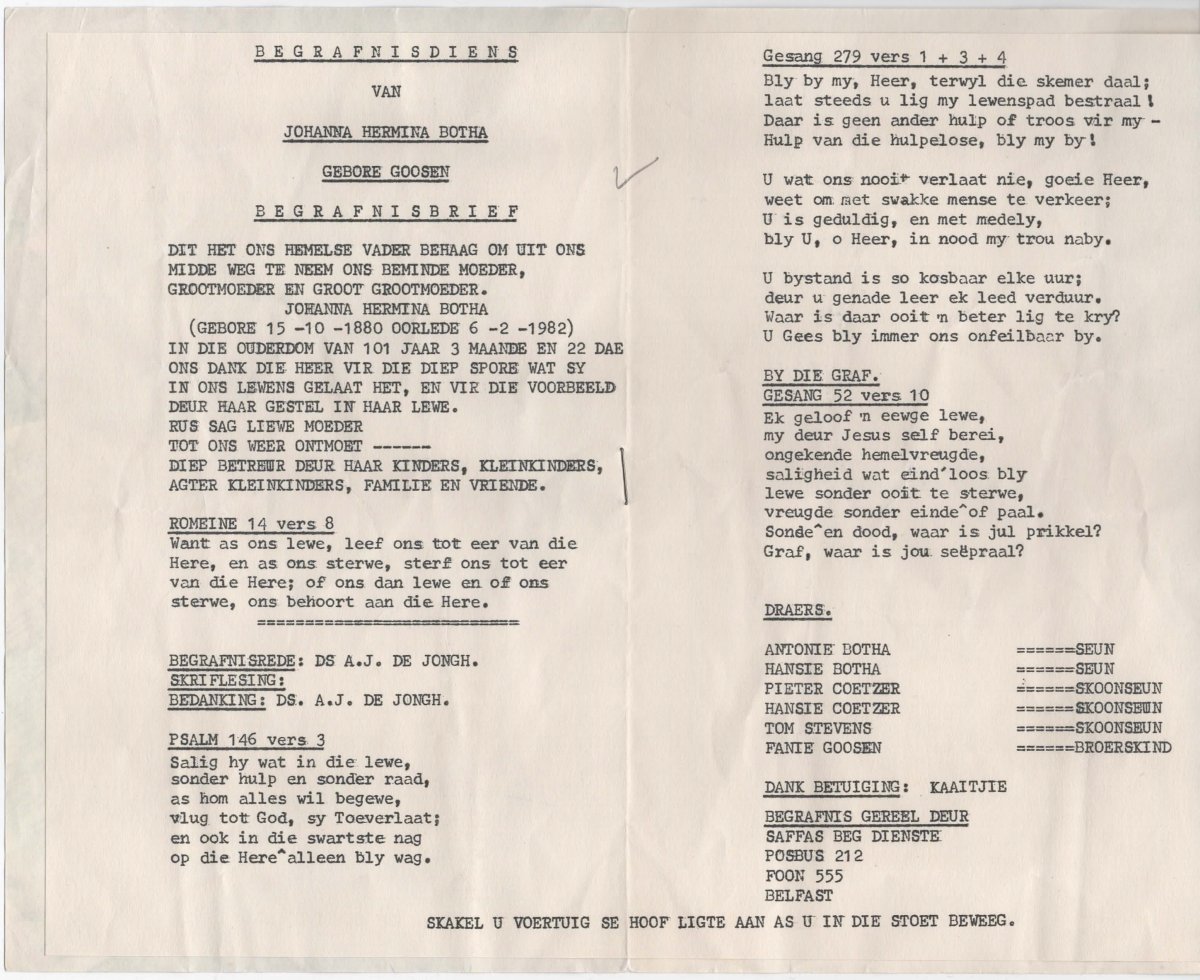 B E G R A F N I S D I E N S
VAN
JOHANNA HERMINA BOTHA
GEBORE GOOSEN
B E G R A F N I S B R I E F
DIT HET ONS HEMELSE VADER BEHAAG OM UIT ONS
MIDDE WEG TE NEEM ONS BEMINDE MOEDER,
GROOTMOEDER EN GROOT GROOTMOEDER.
JOHANNA HERMINA BOTHA
(GEBORE 15 -10 -1880 OORLEDE 6 -2 -1982)
IN DIE OUDERDOM VAN 101 JAAR 3 MAANDE EN 22 DAE
ONS DANK DIE HEER VIR DIE DIEP SPORE WAT SY
IN ONS LEWENS GELAAT HET, EN VIR DIE VOORBEELD
DEUR HAAR GESTEL IN HAAR LEWE.
RUS SAG LIEWE MOEDER
TOT ONS WEER ONTMOET ------
DIEP BETREUR DEUR HAAR KINDERS, KLEINKINDERS,
AGTER KLEINKINDERS, FAMILIE EN VRIENDE.
ROMEINE 14 vers 8
Want as ons lewe, leef ons tot eer van die
Here, en as ons sterwe, sterf ons tot eer
van die Here; of ons dan lewe en of ons
sterwe, ons behoort aan die Here.
===========================
BEGRAFNISREDE: DS A.J. DE JONGH.
SKRIFLESING:
BEDANKING: DS. A.J. DE JONGH.
PSALM 146 vers 3
Salig hy wat in die lewe,
sonder hulp en sonder raad,
as hom alles wil begewe,
vlug tot God, sy Toeverlaat;
en ook in die swartste nag
op die Here^alleen bly wag.
Gesang 279 vers 1 + 3 + 4
Bly by my, Heer, terwyl die skemer daal;
laat steeds u lig my lewenspad bestraal!
Daar is geen ander hulp of troos vir my -
Hulp van die hulpelose, bly my by!
U wat ons nooit verlaat nie, goeie Heer,
weet om met swakke mense te verkeer;
U is geduldig, en met medely,
bly U, o Heer, in nood my trou naby.
U bystand is so kosbaar elke uur;
deur u genade leer ek leed verduur.
Waar is daar ooit 'n beter lig te kry?
U Gees bly immer ons onfeilbaar by.
BY DIE GRAF.
GESANG 52 vers 10
Ek geloof 'n eewge lewe,
my deur Jesus self berei,
ongekende hemelvreugde,
saligheid wat eind´loos bly
lewe sonder ooit te sterwe,
vreugde sonder einde^of paal.
Sonde^en dood, waar is jul prikkel?
Graf, waar is jou seëpraal?
DRAERS.
ANTONIE BOTHA ======SEUN
HANSIE BOTHA ======SEUN
PIETER COETZER ======SKOONSEUN
HANSIE COETZER ======SKOONSEUN
TOM STEVENS ======SKOONSEUN
FANIE GOOSEN ======BROERSKIND
DANK BETUIGING: KAAITJIE
BEGRAFNIS GEREEL DEUR
SAFFAS BEG DIENSTE
POSBUS 212
FOON 555
BELFAST
SKAKEL U VOERTUIG SE HOOF LIGTE AAN AS U IN DIE STOET BEWEEG.